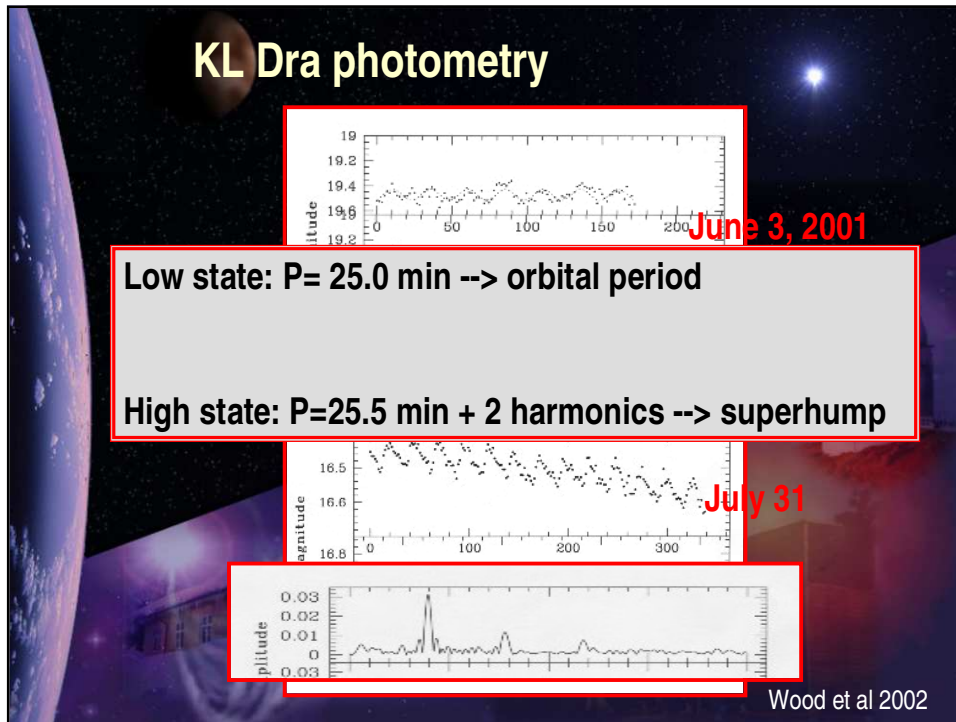 KL Dra photometry
19
19.2
19.4
19.6
19
0 50 100 150 200
19.2
June 3, 2001
Low state: P= 25.0 min --> orbital period
High state: P=25.5 min + 2 harmonics --> superhump
16.5
16.6
July 31
16.8
0 100 200 300
0.03
0.02
0.01
0
0.03
Wood et al 2002